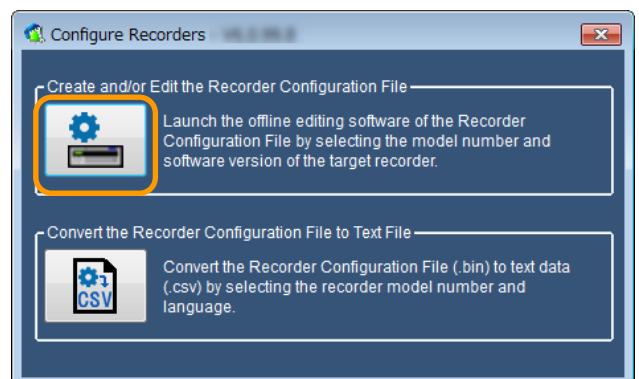 Configure Recorders
Create and/or Edit the Recorder Configuration File
Launch the offline editing software of the Recorder
Configuration File by selecting the model number and
software version of the target recorder.
Convert the Recorder Configuration File to Text File
CSV
Convert the Recorder Configuration File (.bin) to text data
(.csv) by selecting the recorder model number and
language.